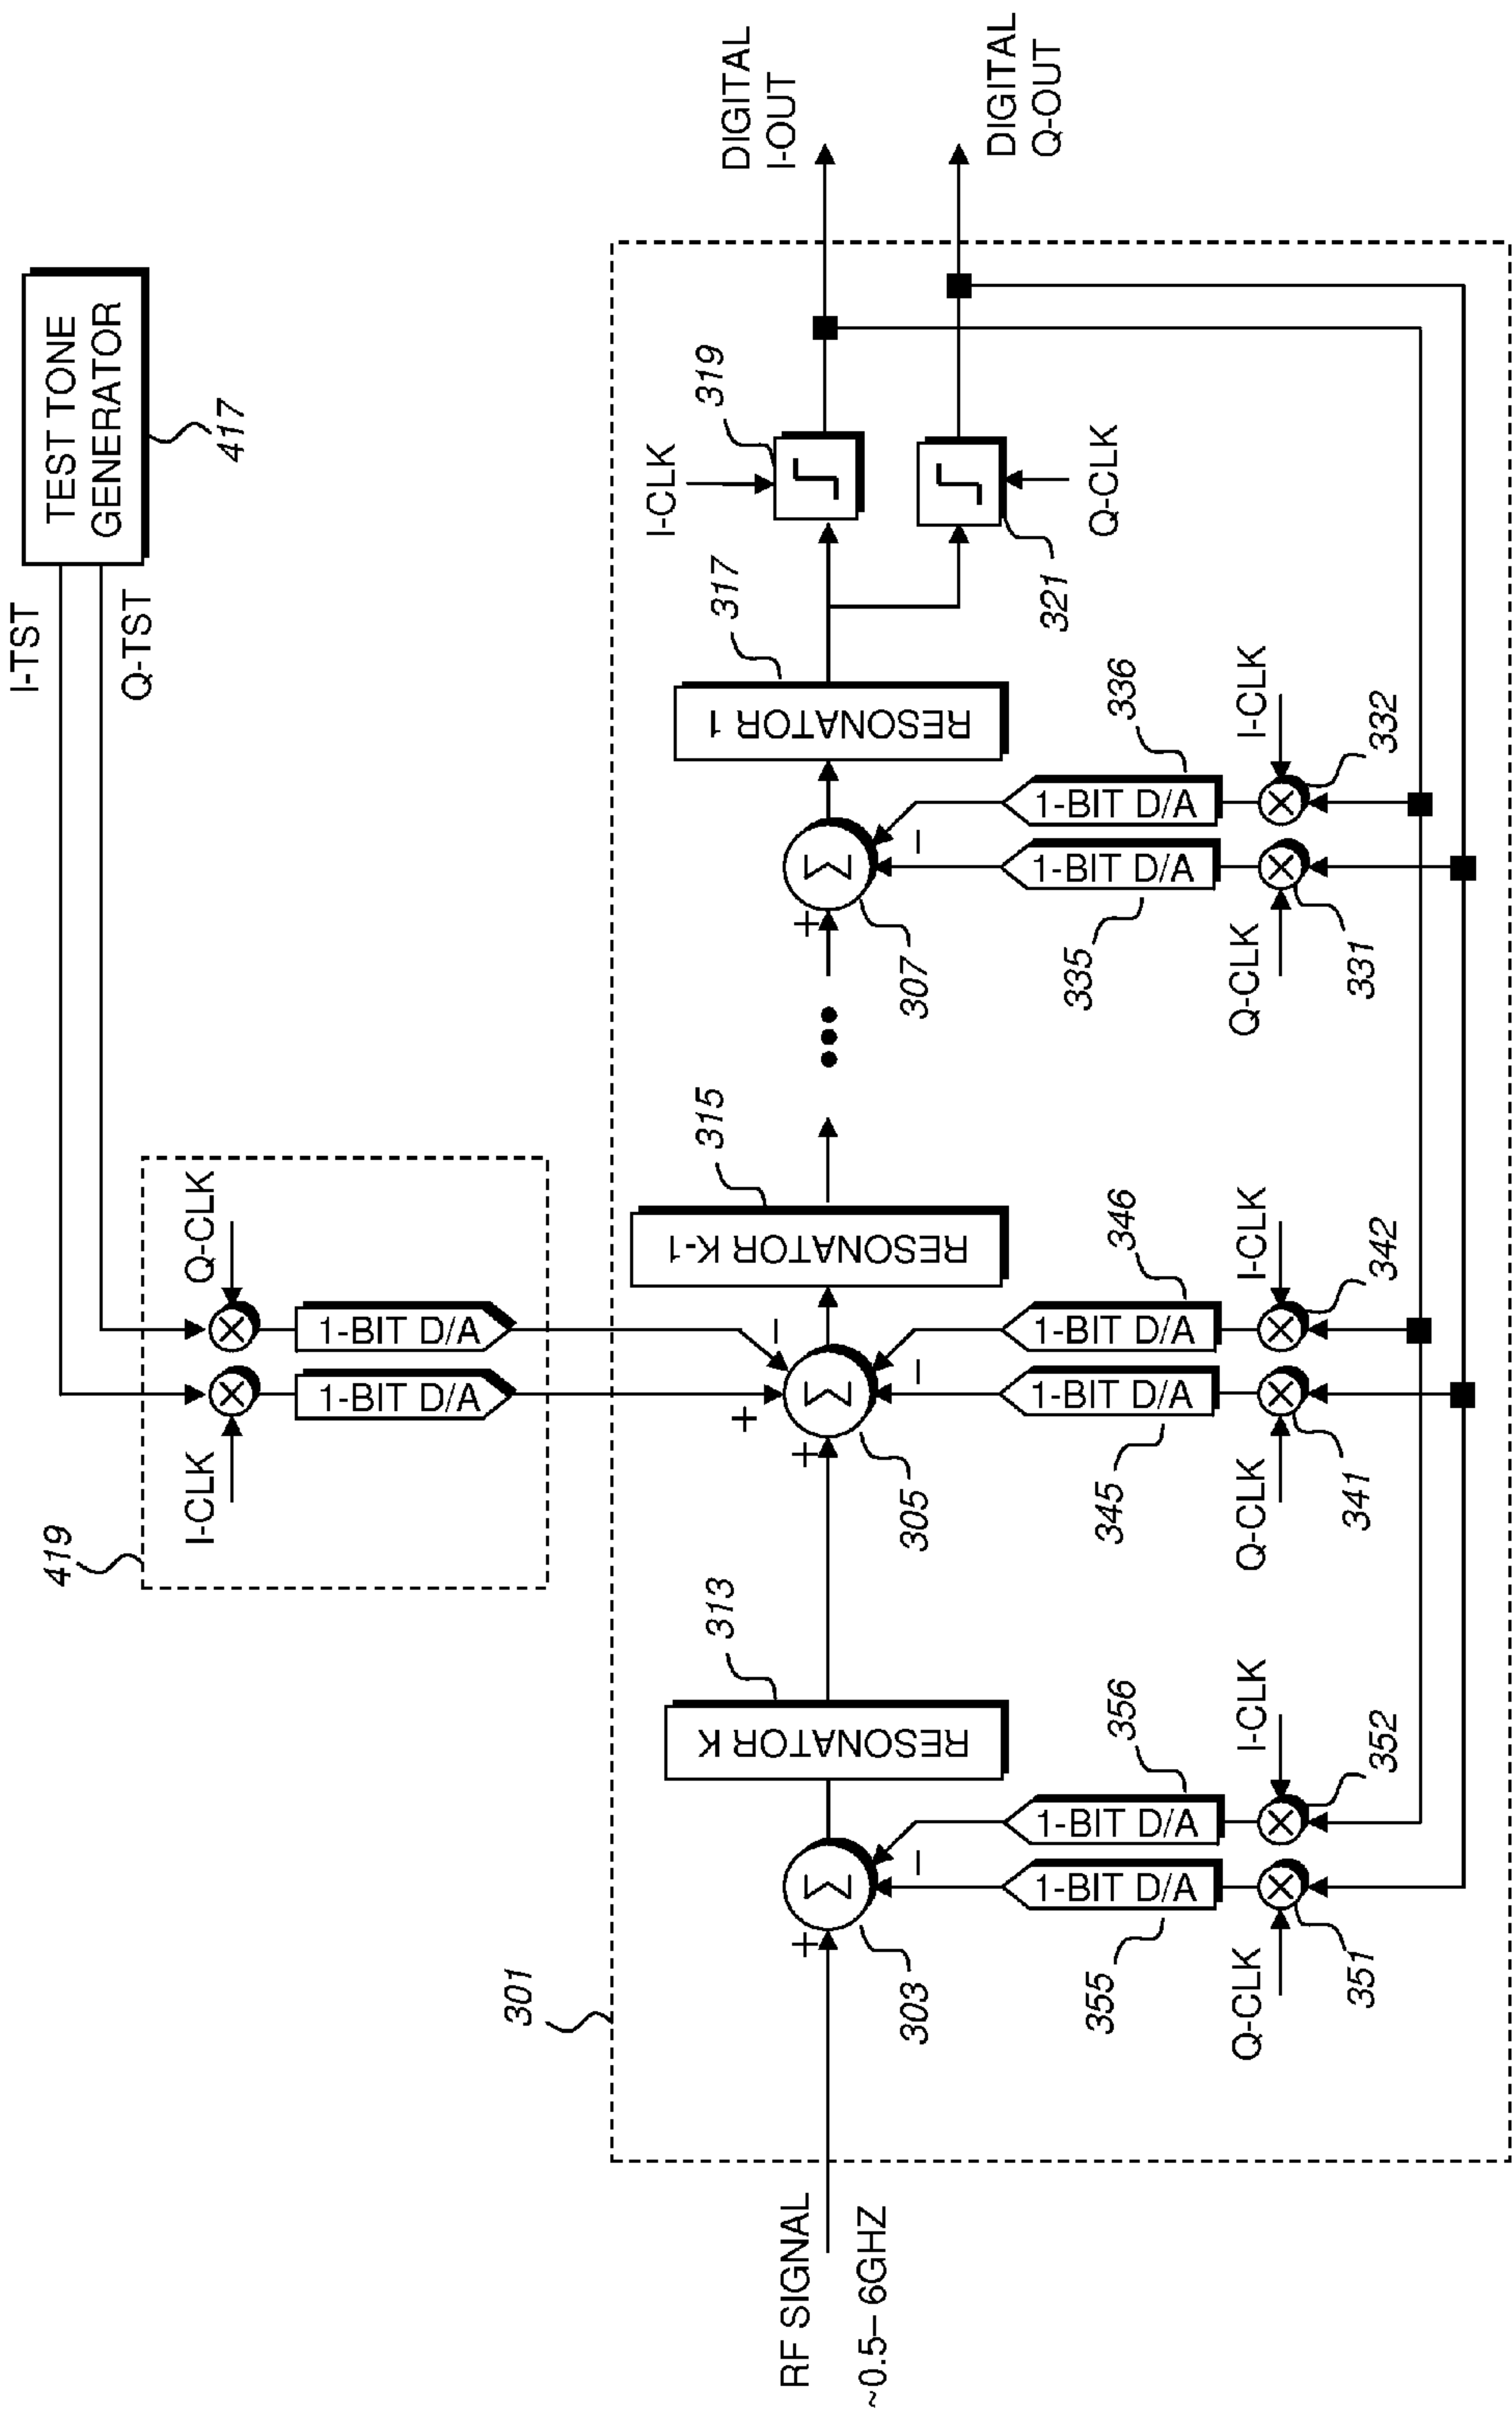 TEST TONE
GENERATOR
417
I-TST
Q-TST
419
I-CLK
Q-CLK
1-BIT D/A
1-BIT D/A
301
RF SIGNAL
~0.5– 6GHZ
+
Σ
303
RESONATOR K
313
+
+
–
Σ
305
RESONATOR K-1
315
+
Σ
307
RESONATOR 1
317
I-CLK
319
321
Q-CLK
DIGITAL
I-OUT
DIGITAL
Q-OUT
–
355
1-BIT D/A
1-BIT D/A
356
Q-CLK
I-CLK
351
352
–
345
1-BIT D/A
1-BIT D/A
346
Q-CLK
I-CLK
341
342
–
335
1-BIT D/A
1-BIT D/A
336
Q-CLK
I-CLK
331
332